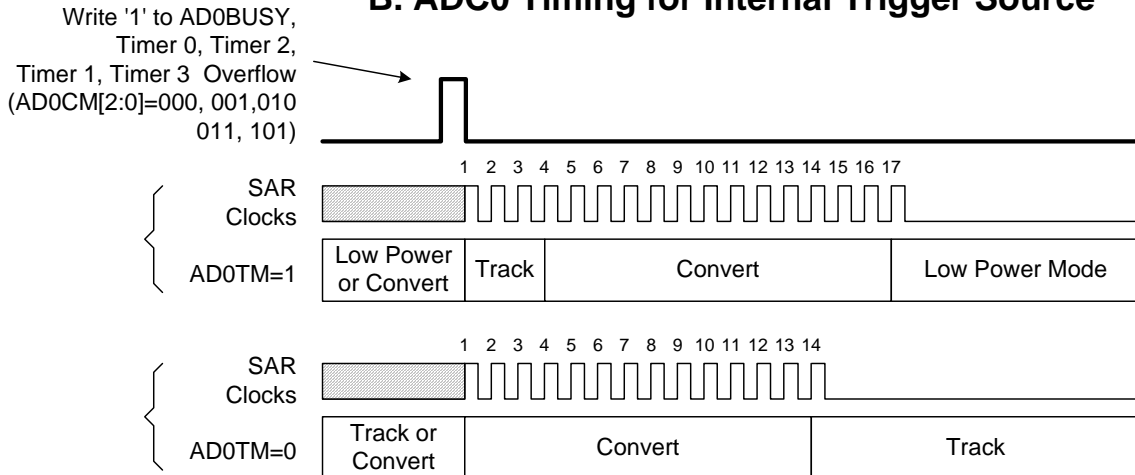 B. ADC0 Timing for Internal Trigger Source
Write '1' to AD0BUSY,
Timer 0, Timer 2,
Timer 1, Timer 3 Overflow
(AD0CM[2:0]=000, 001,010
011, 101)
1 2 3 4 5 6 7 8 9 10 11 12 13 14 15 16 17
SAR
Clocks
AD0TM=1
Low Power
or Convert
Track
Convert
Low Power Mode
1 2 3 4 5 6 7 8 9 10 11 12 13 14
SAR
Clocks
AD0TM=0
Track or
Convert
Convert
Track